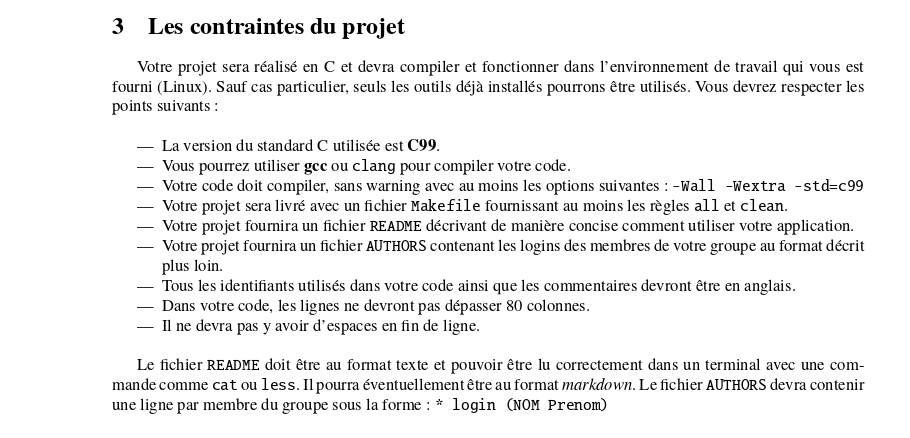 3 Les contraintes du projet
Votre projet sera réalisé en C et devra compiler et fonctionner dans l'environnement de travail qui vous est
fourni (Linux). Sauf cas particulier, seuls les outils déjà installés pourrons être utilisés. Vous devrez respecter les
points suivants :
— La version du standard C utilisée est C99.
— Vous pourrez utiliser gcc ou clang pour compiler votre code.
— Votre code doit compiler, sans warning avec au moins les options suivantes : -Wall -Wextra -std=c99
— Votre projet sera livré avec un fichier Makefile fournissant au moins les règles all et clean.
— Votre projet fournira un fichier README décrivant de manière concise comment utiliser votre application.
— Votre projet fournira un fichier AUTHORS contenant les logins des membres de votre groupe au format décrit
plus loin.
— Tous les identifiants utilisés dans votre code ainsi que les commentaires devront être en anglais.
— Dans votre code, les lignes ne devront pas dépasser 80 colonnes.
— Il ne devra pas y avoir d'espaces en fin de ligne.
Le fichier README doit être au format texte et pouvoir être lu correctement dans un terminal avec une com-
mande comme cat ou less. Il pourra éventuellement être au format markdown. Le fichier AUTHORS devra contenir
une ligne par membre du groupe sous la forme : * login (NOM Prenom)